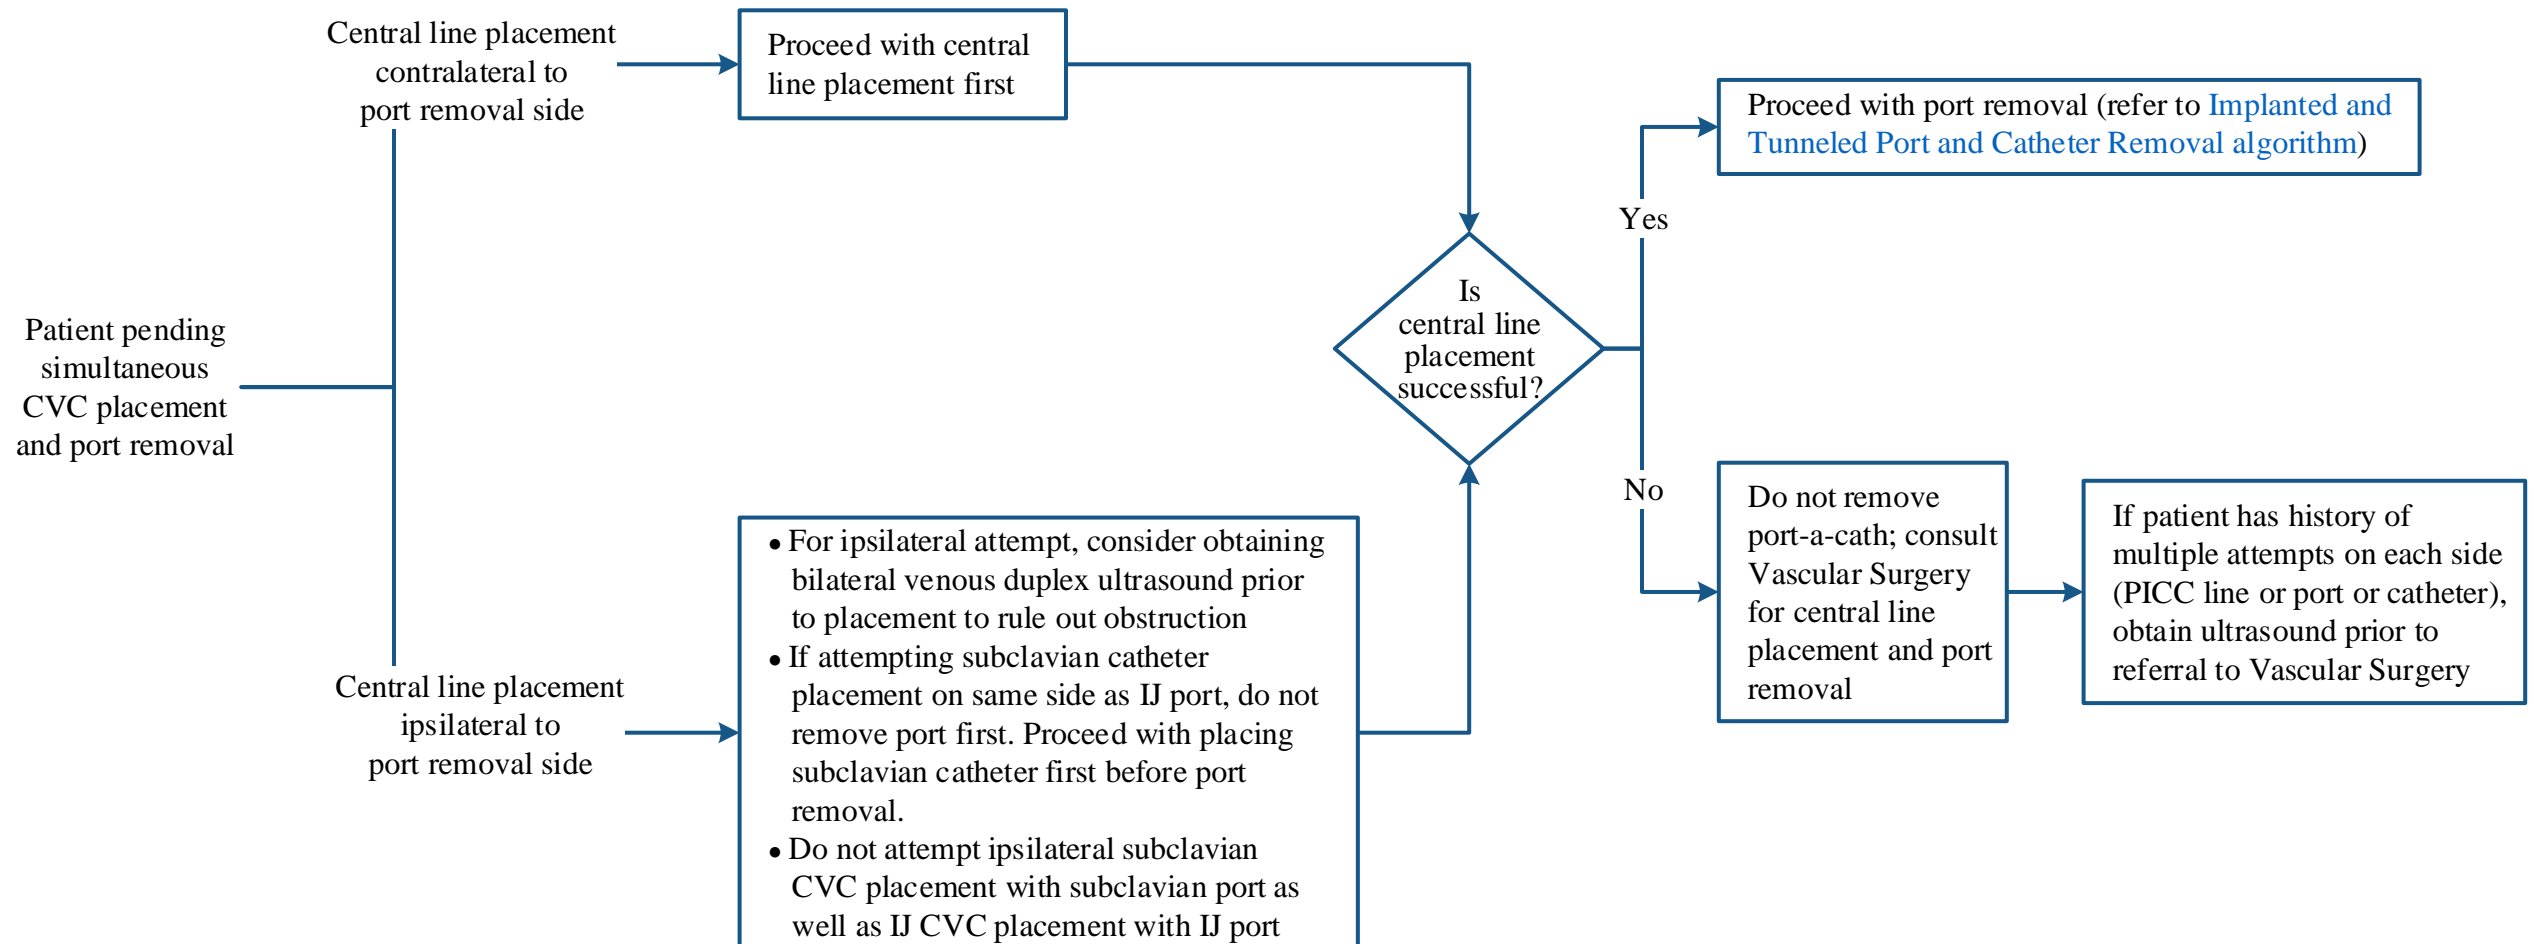 Patient pending
simultaneous
CVC placement
and port removal
Central line placement
contralateral to
port removal side
Proceed with central
line placement first
Central line placement
ipsilateral to
port removal side
● For ipsilateral attempt, consider obtaining
bilateral venous duplex ultrasound prior
to placement to rule out obstruction
● If attempting subclavian catheter
placement on same side as IJ port, do not
remove port first. Proceed with placing
subclavian catheter first before port
removal.
● Do not attempt ipsilateral subclavian
CVC placement with subclavian port as
well as IJ CVC placement with IJ port
Is
central line
placement
successful?
Yes
Proceed with port removal (refer to Implanted and
Tunneled Port and Catheter Removal algorithm)
No
Do not remove
port-a-cath; consult
Vascular Surgery
for central line
placement and port
removal
If patient has history of
multiple attempts on each side
(PICC line or port or catheter),
obtain ultrasound prior to
referral to Vascular Surgery